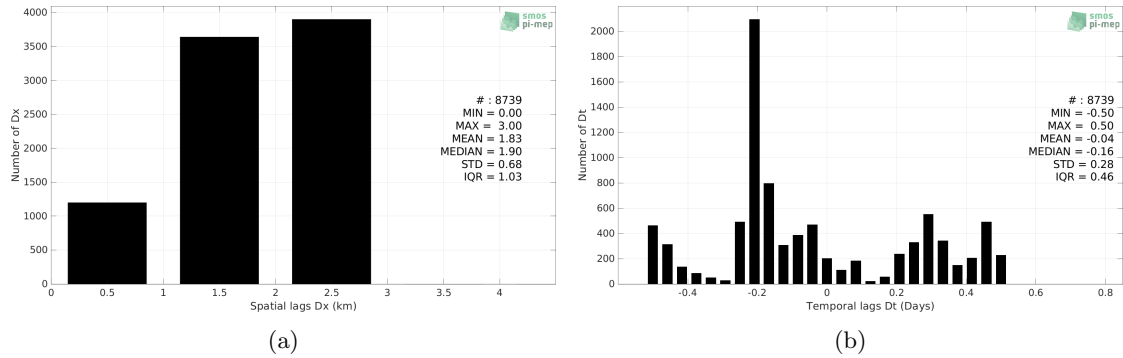 4000
3500
3000
2500
2000
1500
1000
500
0
Number of Dx
0
0.5
1
1.5
2
2.5
3
3.5
4
Spatial lags Dx (km)
smos
pi-mep
# : 8739
MIN = 0.00
MAX = 3.00
MEAN = 1.83
MEDIAN = 1.90
STD = 0.68
IQR = 1.03
(a)
2000
1800
1600
1400
1200
1000
800
600
400
200
0
Number of Dt
-0.4
-0.2
0
0.2
0.4
0.6
0.8
Temporal lags Dt (Days)
smos
pi-mep
# : 8739
MIN = -0.50
MAX = 0.50
MEAN = -0.04
MEDIAN = -0.16
STD = 0.28
IQR = 0.46
(b)